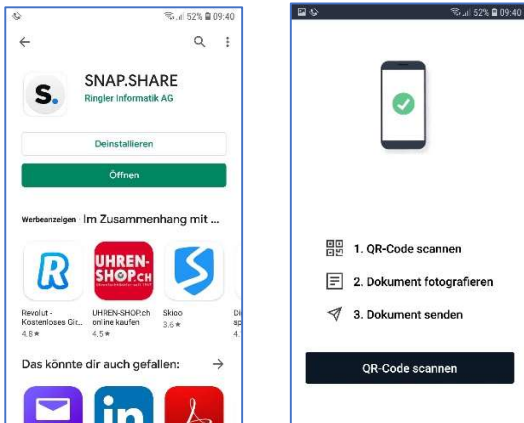 52% 09:40
S.
SNAP.SHARE
Ringler Informatik AG
Deinstallieren
Öffnen
Werbeanzeigen · Im Zusammenhang mit ...
R
UHREN-
SHOP.CH
S
Revolut -
Kostenloses Gir...
4.8★
UHREN-SHOP.ch
online kaufen
4.5★
Skioo
3.6★
Das könnte dir auch gefallen:
in
52% 09:40
1. QR-Code scannen
2. Dokument fotografieren
3. Dokument senden
QR-Code scannen